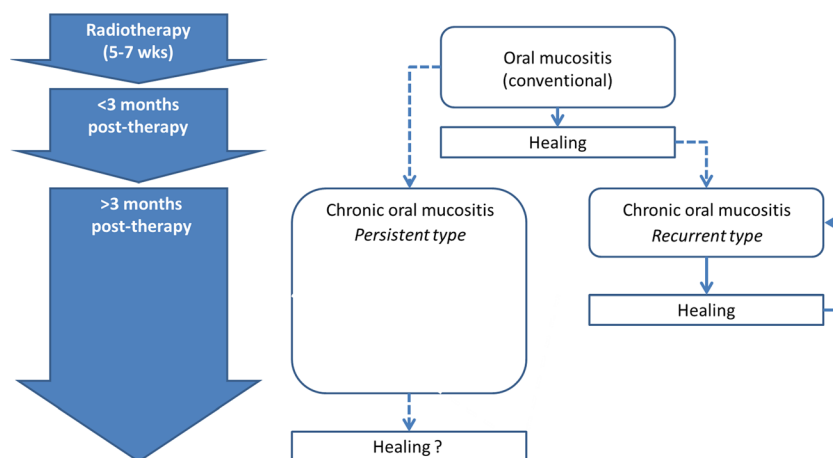 Radiotherapy
(5-7 wks)
<3 months
post-therapy
>3 months
post-therapy
Oral mucositis
(conventional)
Healing
Chronic oral mucositis
Persistent type
Healing ?
Chronic oral mucositis
Recurrent type
Healing